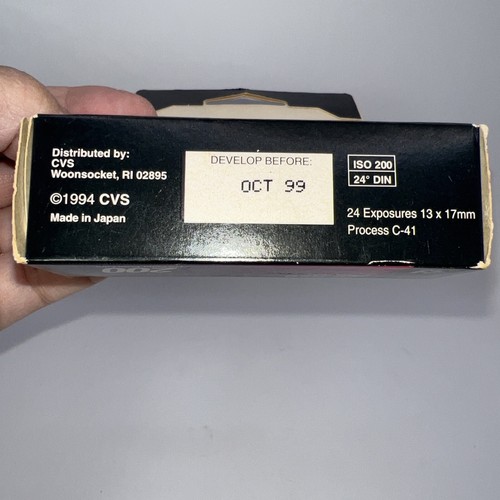 Distributed by:
CVS
Woonsocket, RI 02895
©1994 CVS
Made in Japan
DEVELOP BEFORE:
OCT 99
ISO 200
24° DIN
24 Exposures 13 x 17mm
Process C-41
200